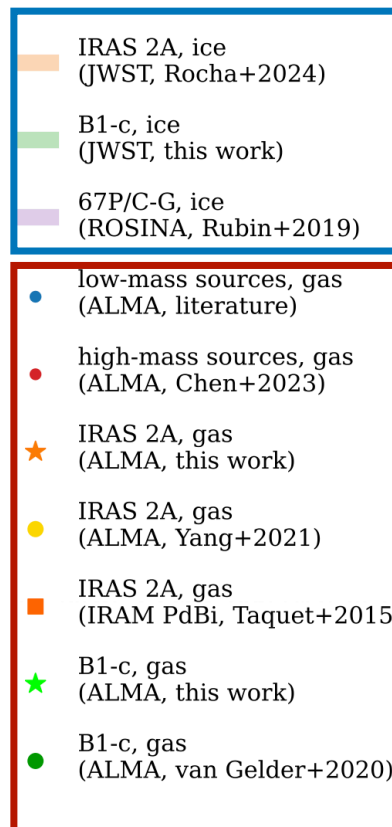 IRAS 2A, ice
(JWST, Rocha+2024)
B1-c, ice
(JWST, this work)
67P/C-G, ice
(ROSINA, Rubin+2019)
low-mass sources, gas
(ALMA, literature)
high-mass sources, gas
(ALMA, Chen+2023)
IRAS 2A, gas
(ALMA, this work)
IRAS 2A, gas
(ALMA, Yang+2021)
IRAS 2A, gas
(IRAM PdBi, Taquet+2015
B1-c, gas
(ALMA, this work)
B1-c, gas
(ALMA, van Gelder+2020)